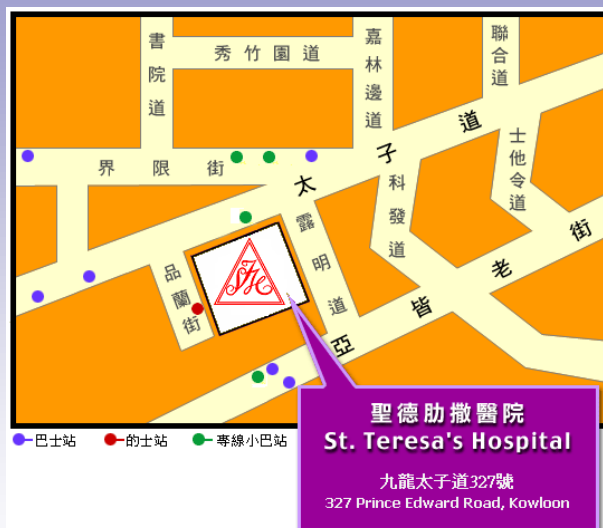 書院道
秀竹園道
嘉林邊道
聯合道
士他令道
太子道
界限街
科發道
露明道
品蘭街
亞皆老街
STH
巴士站
的士站
專線小巴站
聖德肋撒醫院
St. Teresa's Hospital
九龍太子道327號
327 Prince Edward Road, Kowloon